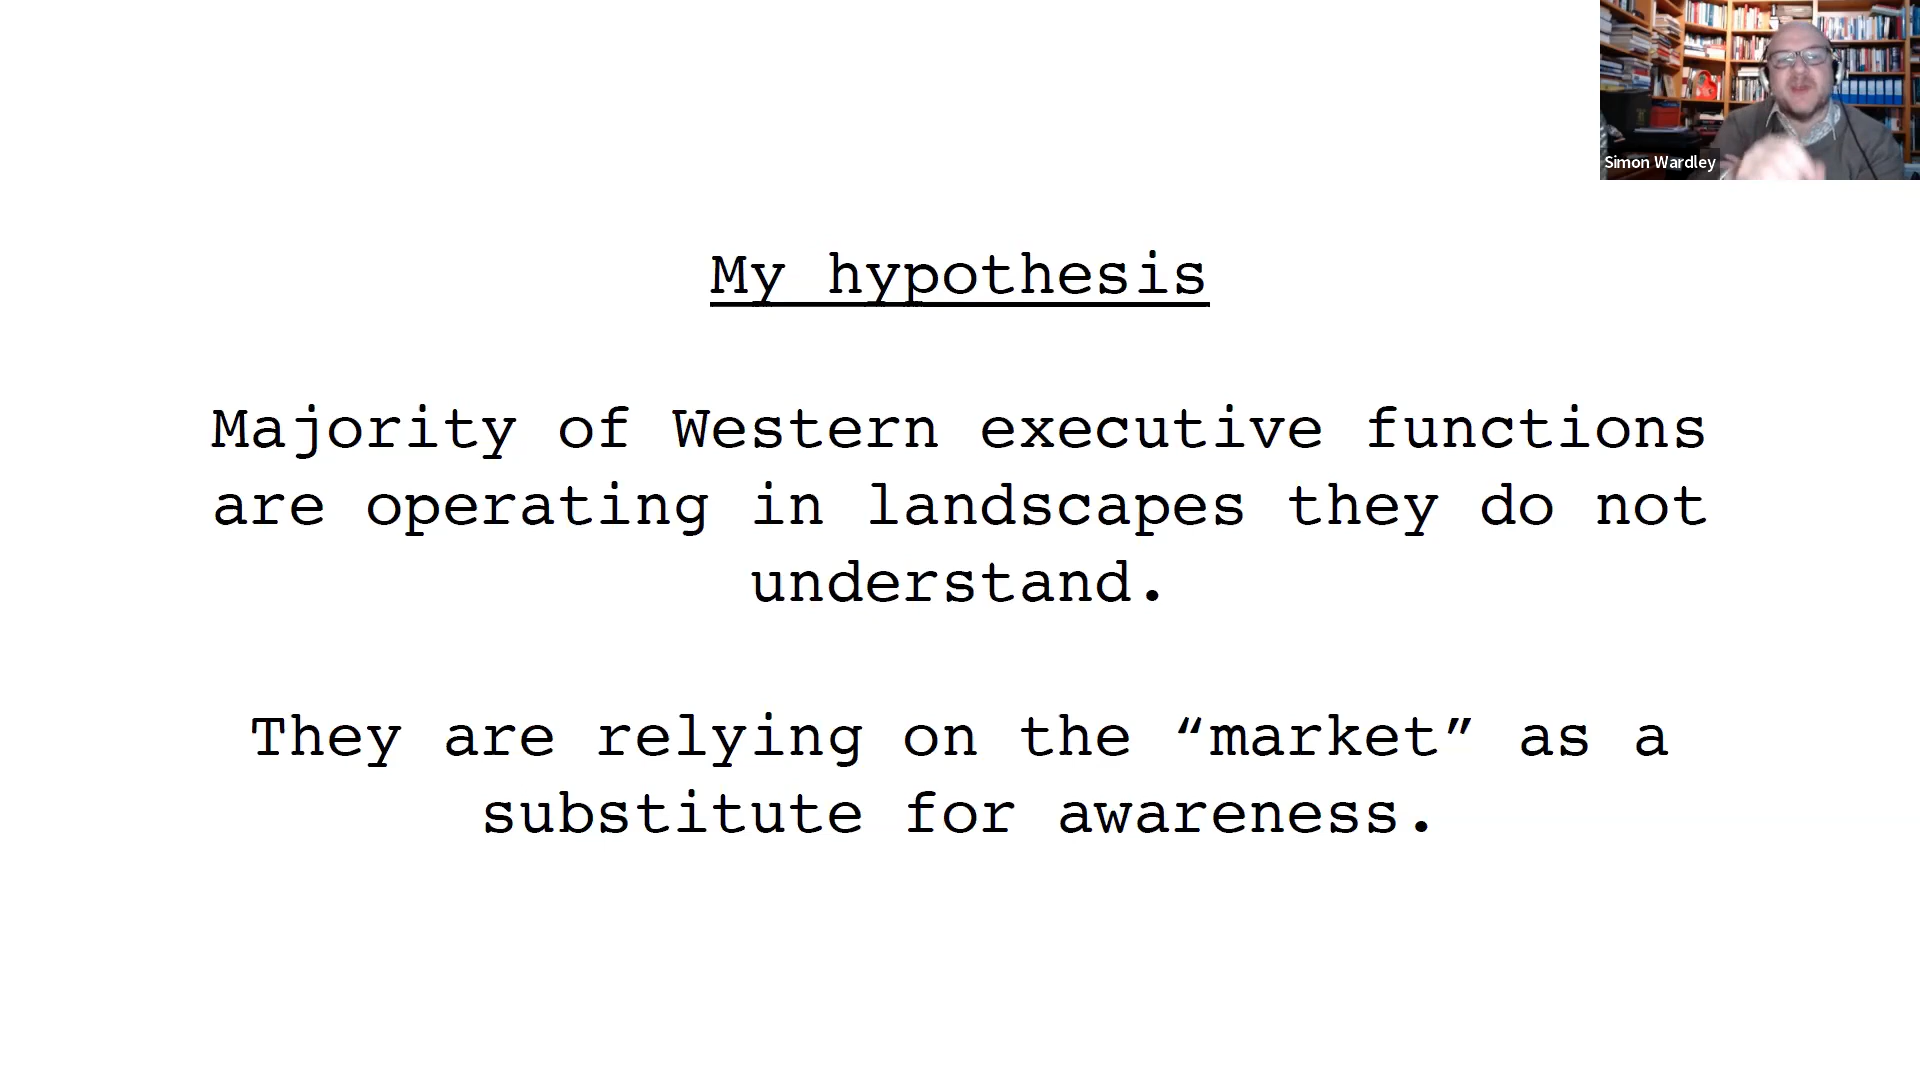 Simon Wardley
My hypothesis
Majority of Western executive functions
are operating in landscapes they do not
understand.
They are relying on the “market” as a
substitute for awareness.